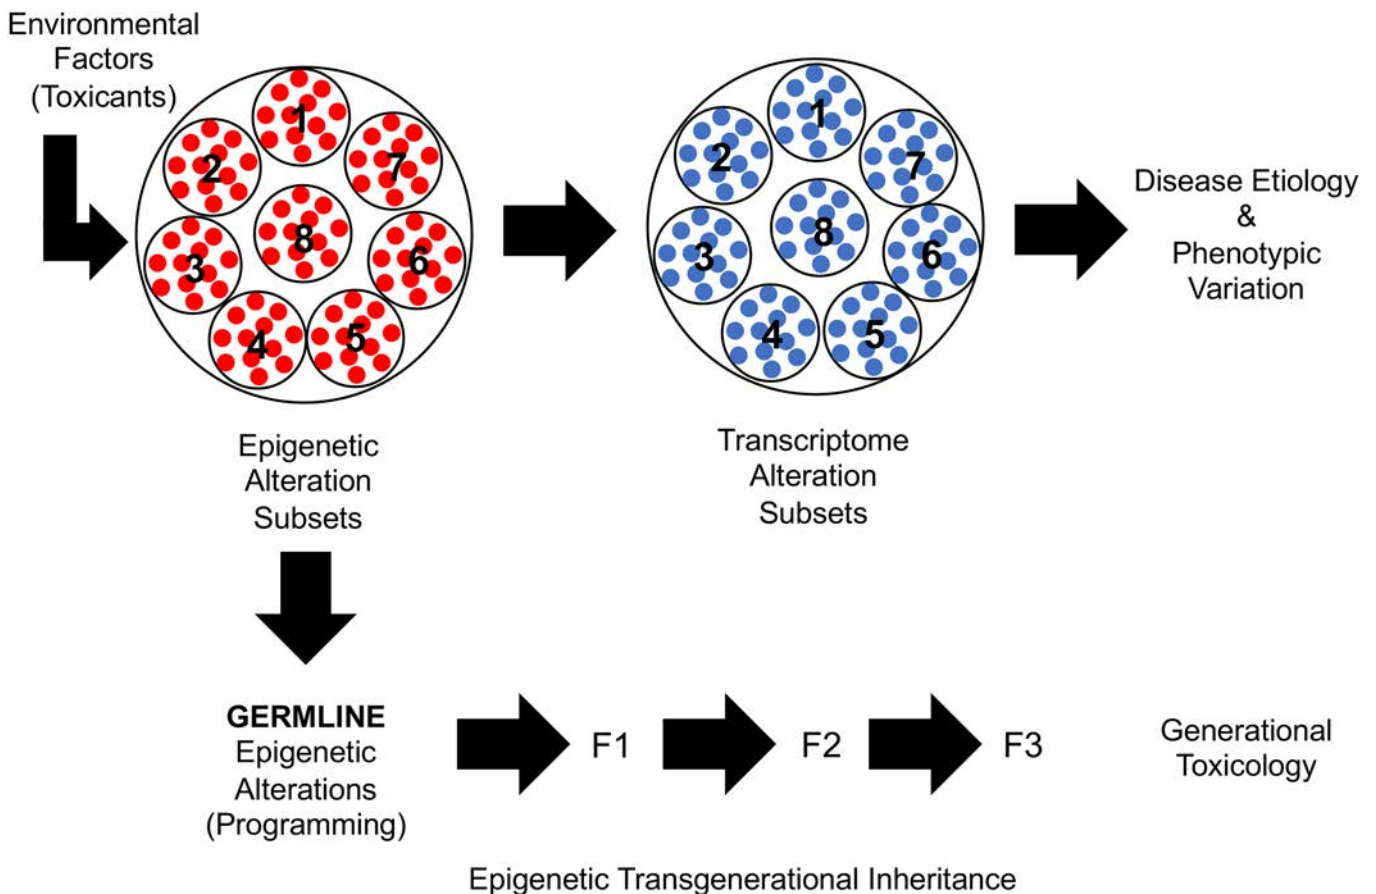 Environmental
Factors
(Toxicants)
1
2
7
8
3
6
4
5
1
2
7
8
3
6
4
5
Disease Etiology
&
Phenotypic
Variation
Epigenetic
Alteration
Subsets
Transcriptome
Alteration
Subsets
GERMLINE
Epigenetic
Alterations
(Programming)
F1
F2
F3
Generational
Toxicology
Epigenetic Transgenerational Inheritance